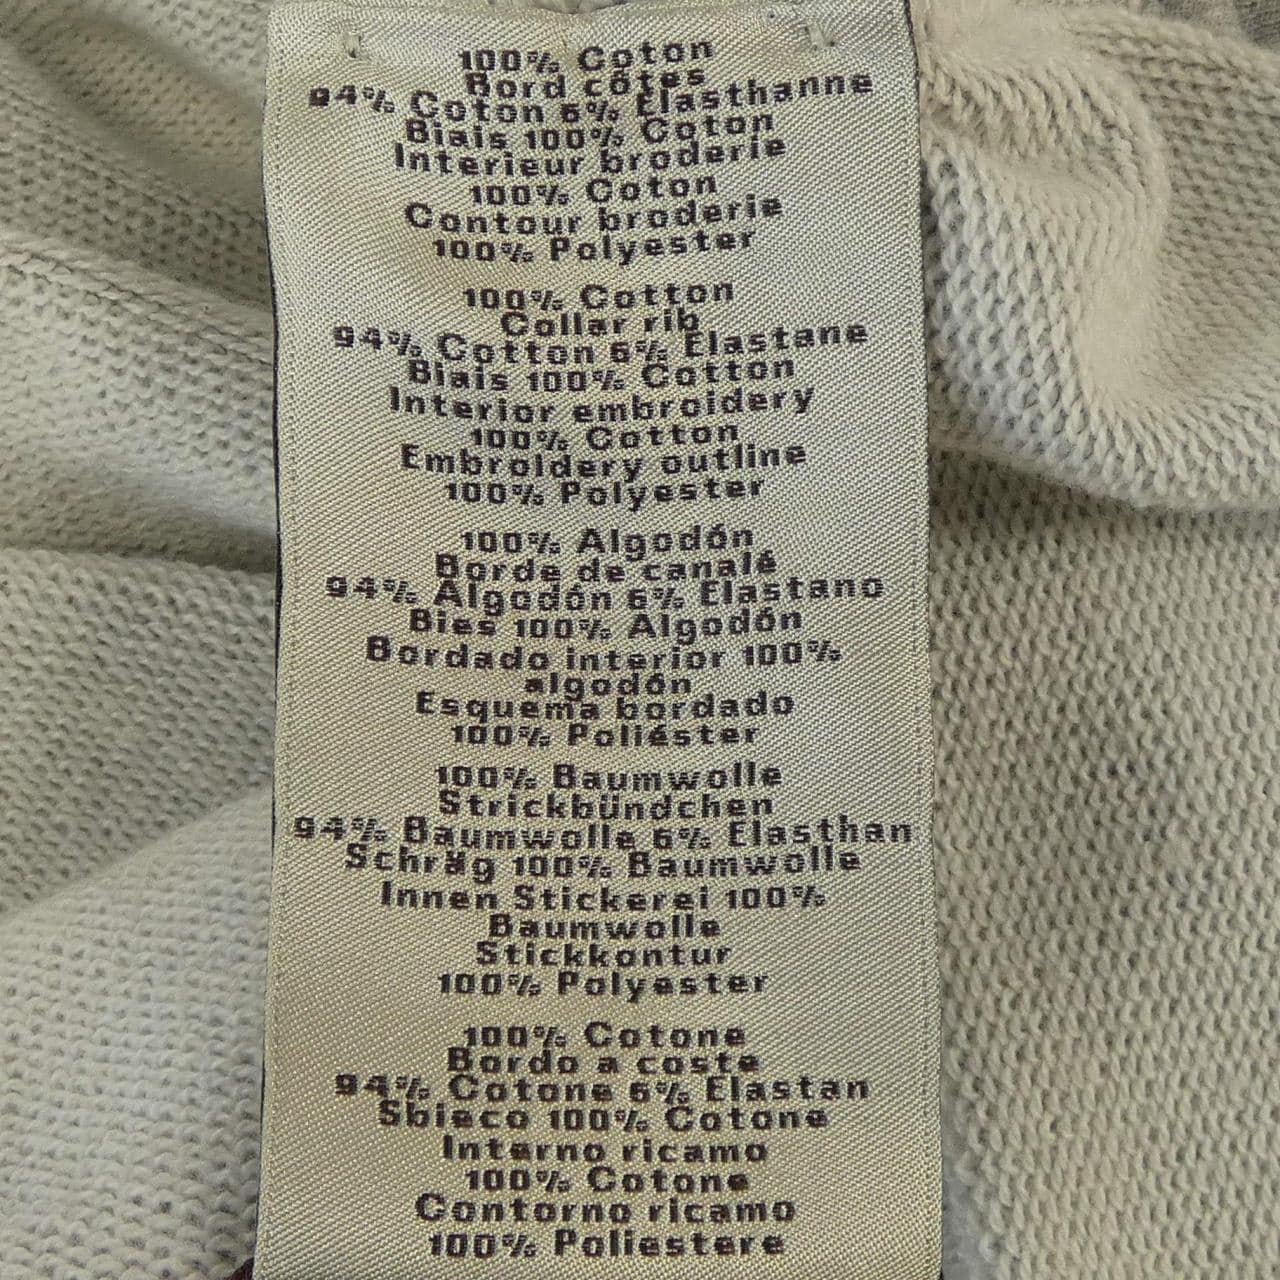 100% Coton
Bord côtes
94% Coton 6% Elasthanne
Biais 100% Coton
Interieur broderie
100% Coton
Contour broderie
100% Polyester
100% Cotton
Collar rib
94% Cotton 6% Elastane
Biais 100% Cotton
Interior embroidery
100% Cotton
Embroidery outline
100% Polyester
100% Algodón
Borde de canalé
94% Algodón 6% Elastano
Bies 100% Algodón
Bordado interior 100%
algodón
Esquema bordado
100% Poliéster
100% Baumwolle
Strickbündchen
94% Baumwolle 6% Elasthan
Schräg 100% Baumwolle
Innen Stickerei 100%
Baumwolle
Stickkontur
100% Polyester
100% Cotone
Bordo a coste
94% Cotone 6% Elastan
Sbieco 100% Cotone
Interno ricamo
100% Cotone
Contorno ricamo
100% Poliestere